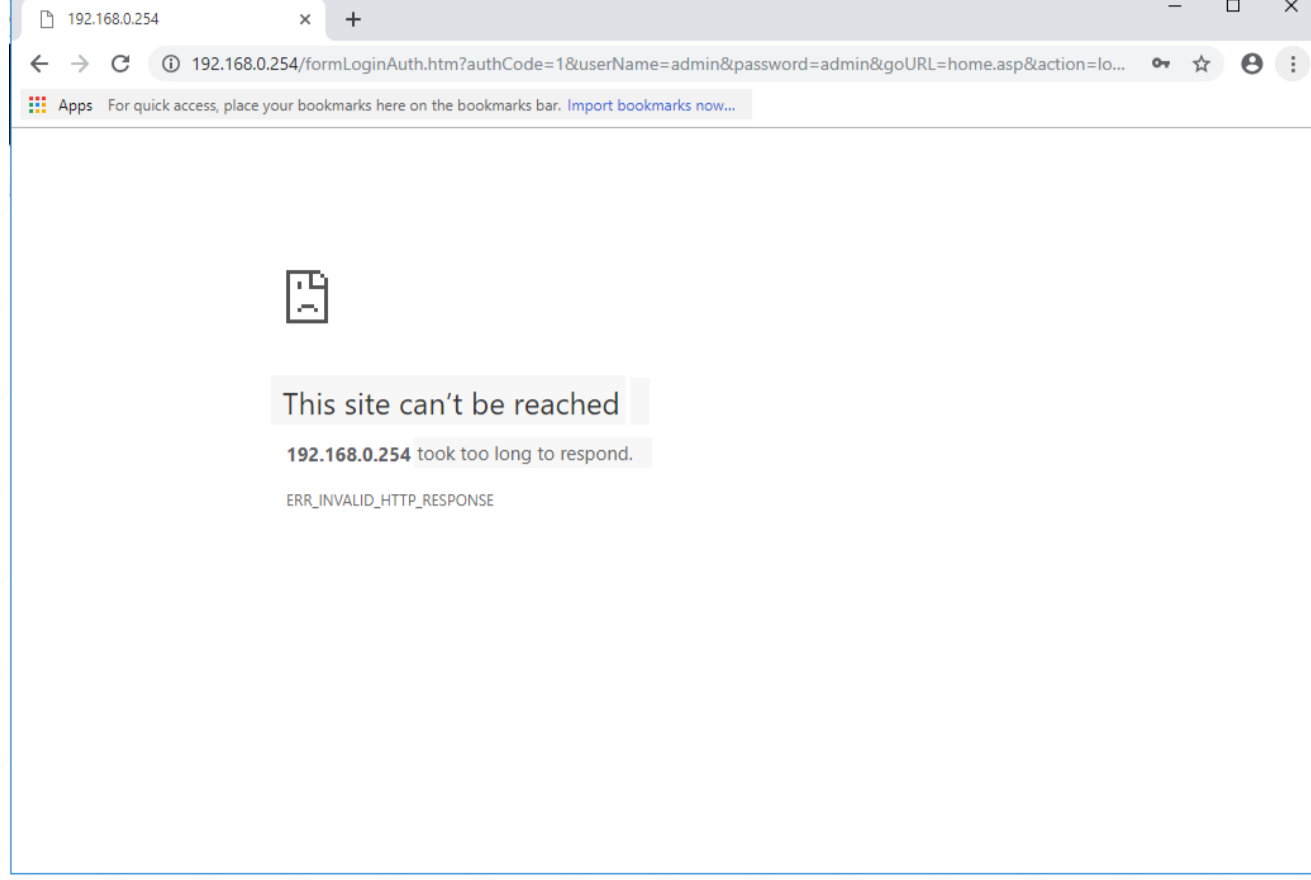 192.168.0.254
192.168.0.254/formLoginAuth.htm?authCode=1&userName=admin&password=admin&goURL=home.asp&action=lo...
Apps For quick access, place your bookmarks here on the bookmarks bar. Import bookmarks now...
This site can’t be reached
192.168.0.254 took too long to respond.
ERR_INVALID_HTTP_RESPONSE